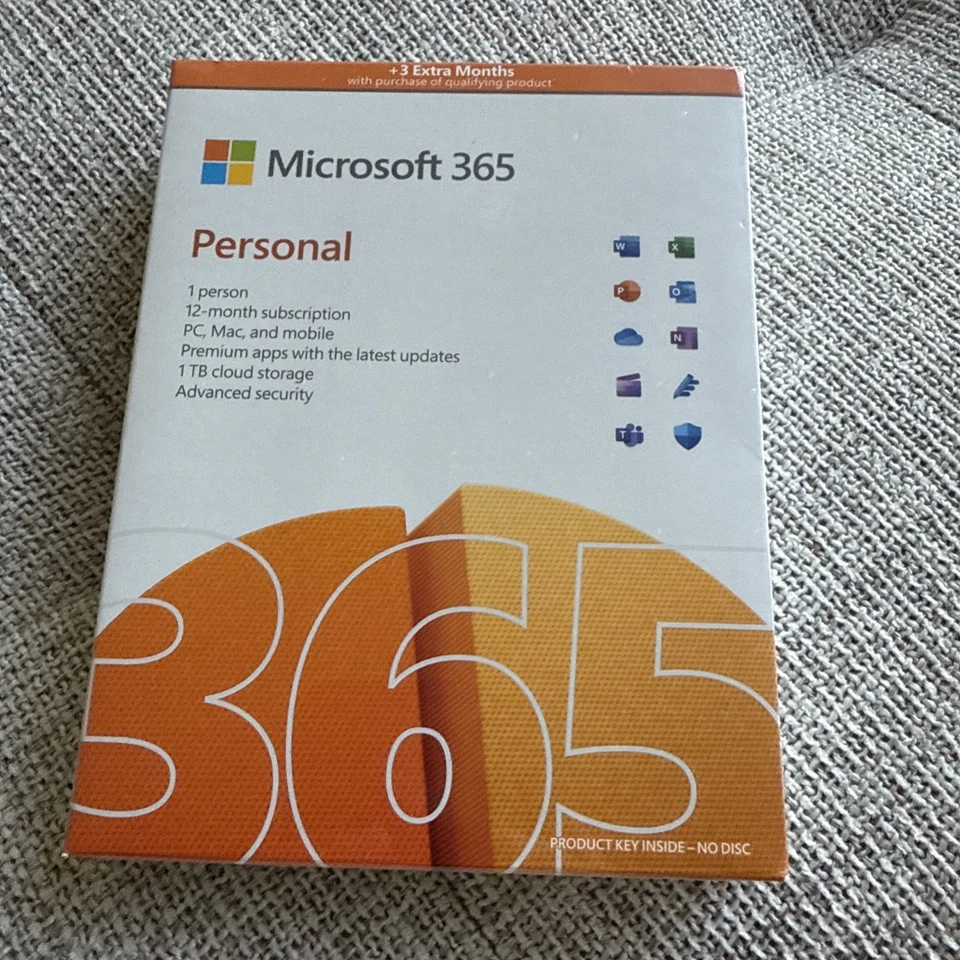 +3 Extra Months
with purchase of qualifying product
Microsoft 365
Personal
1 person
12-month subscription
PC, Mac, and mobile
Premium apps with the latest updates
1 TB cloud storage
Advanced security
W
X
P
O
N
T
365
PRODUCT KEY INSIDE – NO DISC